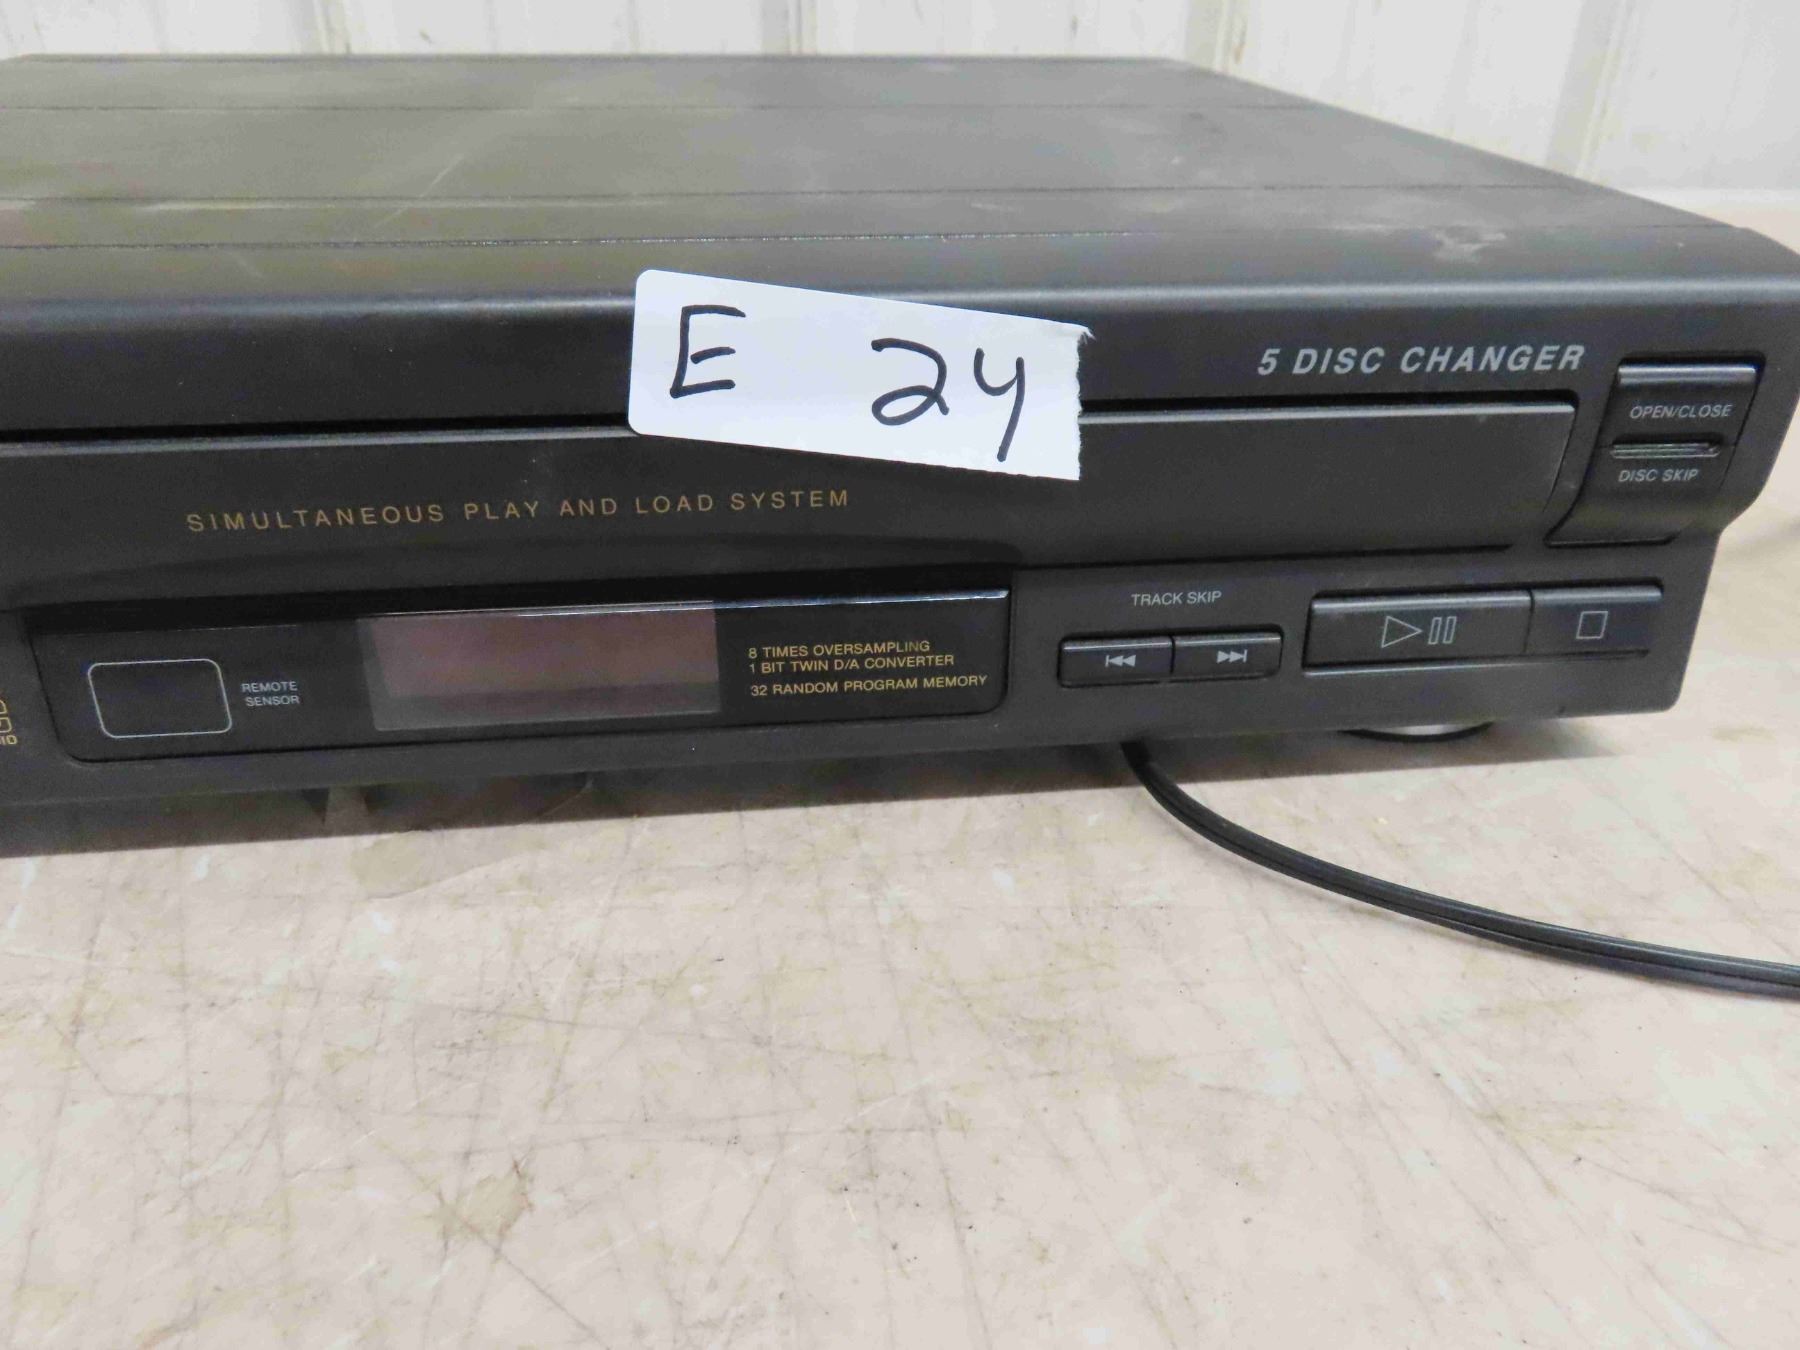 E 24
5 DISC CHANGER
OPEN/CLOSE
DISC SKIP
SIMULTANEOUS PLAY AND LOAD SYSTEM
TRACK SKIP
8 TIMES OVERSAMPLING
1 BIT TWIN D/A CONVERTER
32 RANDOM PROGRAM MEMORY
REMOTE
SENSOR